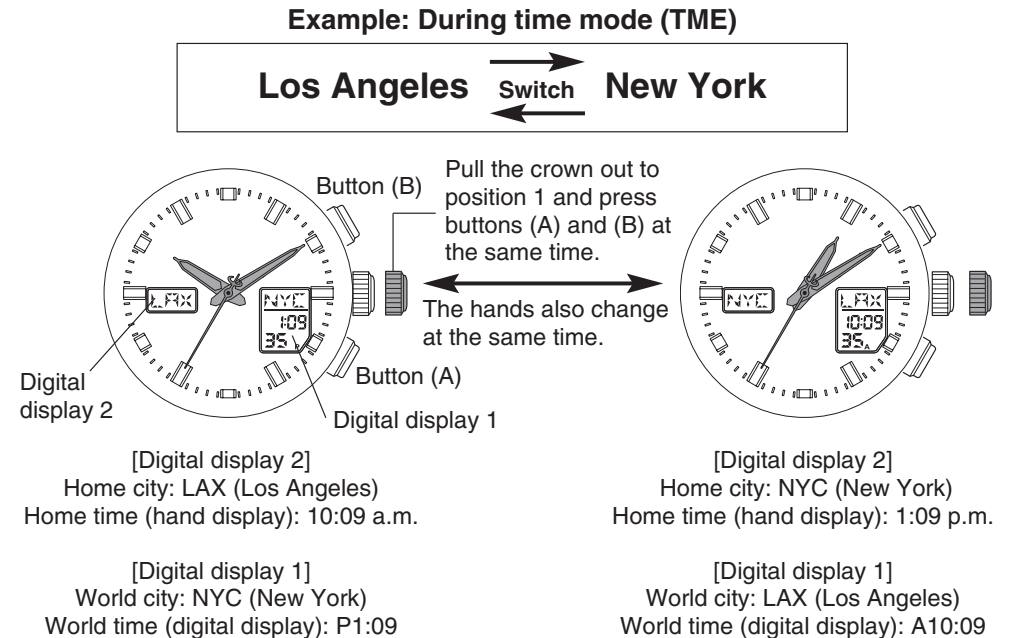 Example: During time mode (TME)
Los Angeles Switch New York
Button (B)
Pull the crown out to
position 1 and press
buttons (A) and (B) at
the same time.
LAX
NYC
1:09
35 P
The hands also change
at the same time.
NYC
LAX
10:09
35 A
Digital
display 2
Button (A)
Digital display 1
[Digital display 2]
Home city: LAX (Los Angeles)
Home time (hand display): 10:09 a.m.
[Digital display 1]
World city: NYC (New York)
World time (digital display): P1:09
[Digital display 2]
Home city: NYC (New York)
Home time (hand display): 1:09 p.m.
[Digital display 1]
World city: LAX (Los Angeles)
World time (digital display): A10:09